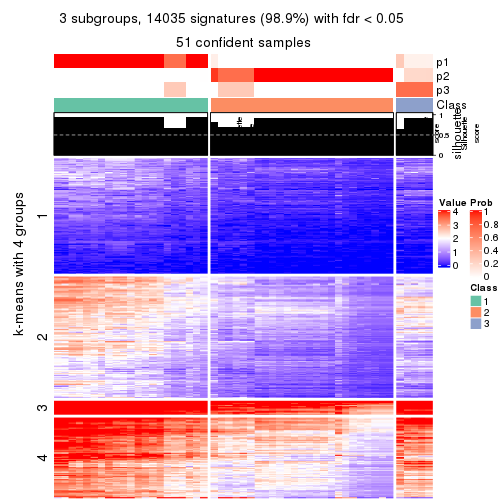 3 subgroups, 14035 signatures (98.9%) with fdr < 0.05
51 confident samples
p1
p2
p3
Class
1
0.5
0
silhouette
score
k-means with 4 groups
1
2
3
4
Value
4
3
2
1
0
Prob
1
0.8
0.6
0.4
0.2
0
Class
1
2
3